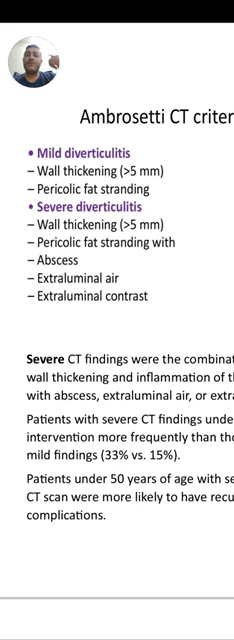 Ambrosetti CT criter
• Mild diverticulitis
– Wall thickening (>5 mm)
– Pericolic fat stranding
• Severe diverticulitis
– Wall thickening (>5 mm)
– Pericolic fat stranding with
– Abscess
– Extraluminal air
– Extraluminal contrast
Severe CT findings were the combinat
wall thickening and inflammation of t
with abscess, extraluminal air, or extr
Patients with severe CT findings unde
intervention more frequently than tho
mild findings (33% vs. 15%).
Patients under 50 years of age with se
CT scan were more likely to have recu
complications.